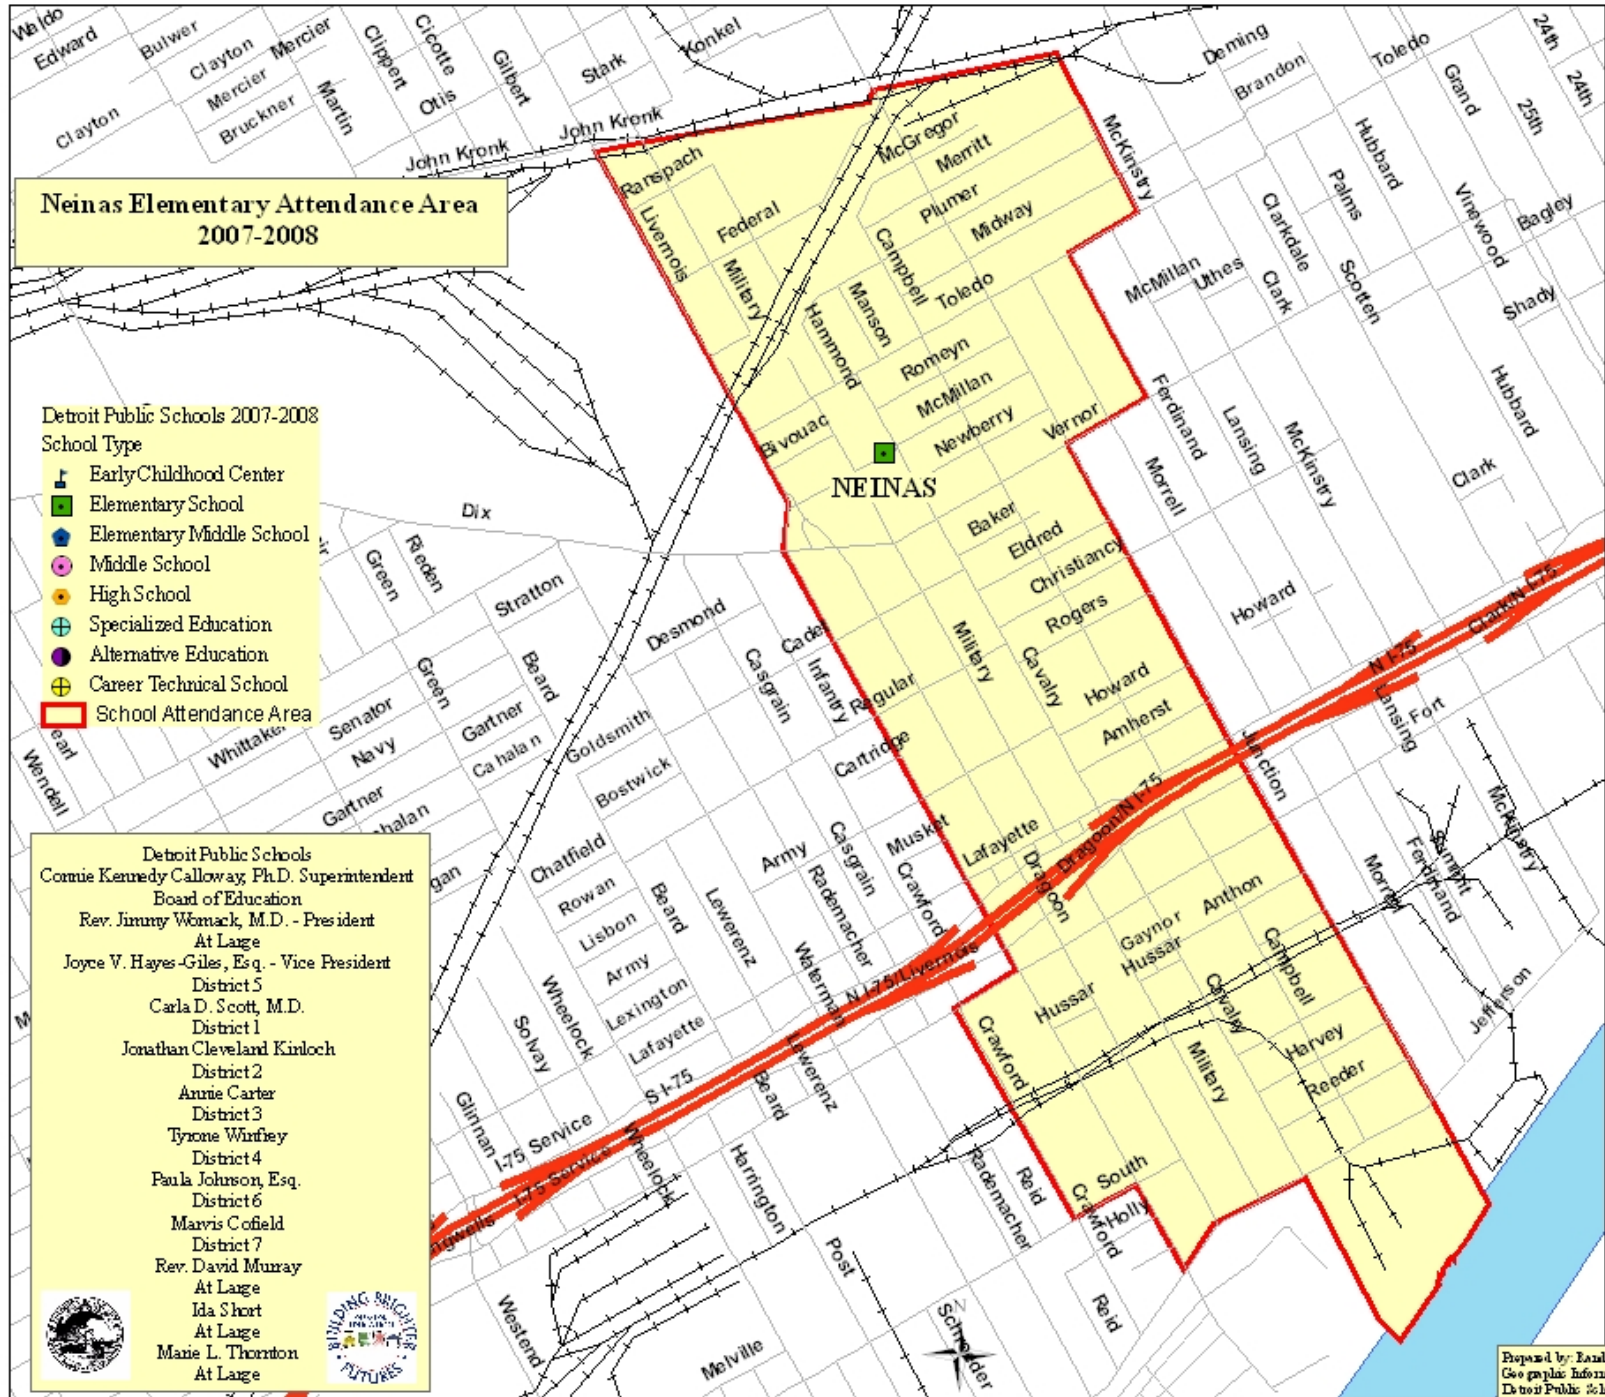 Waldo
Edward
Bulwer
Clayton
Mercier
Mercier
Bruckner
Clayton
Martin
Clippert
Cicotte
Otis
Gilbert
Stark
Konkel
John Kronk
John Kronk
Deming
Brandon
Toledo
Grand
24th
24th
25th
Neinas Elementary Attendance Area
2007-2008
Ranspach
Livernois
Federal
Military
McGregor
Merritt
Plumer
Midway
Campbell
Toledo
Manson
Hammond
Romeyn
McMillan
Newberry
Vernor
Bivouac
NEINAS
McKinstry
McMillan
Uthes
Clarkdale
Clark
Palms
Hubbard
Scotten
Vinewood
Bagley
Shady
Hubbard
Ferdinand
Lansing
McKinstry
Morrell
Clark
Howard
Detroit Public Schools 2007-2008
School Type
Early Childhood Center
Elementary School
Elementary Middle School
Middle School
High School
Specialized Education
Alternative Education
Career Technical School
School Attendance Area
Dix
Green
Rieden
Stratton
Desmond
Cadet
Casgrain
Infantry
Regular
Cartridge
Green
Beard
Senator
Whittaker
Navy
Gartner
Cahalan
Gartner
Goldsmith
Bostwick
Wendell
Baker
Eldred
Christiancy
Rogers
Military
Cavalry
Howard
Amherst
Junction
Clark/N I-75
N I-75
Lansing
Fort
Dragoon/N I-75
Lafayette
Dragoon
Musket
Crawford
Casgrain
Rademacher
Army
Chatfield
Rowan
Lisbon
Army
Lexington
Lafayette
Beard
Lewerenz
Waterman
N I-75/Livernois
Wheelock
Solvay
Glinnan
S I-75
I-75 Service
I-75 Service
Wheelock
Beard
Lewerenz
Harrington
Post
Westend
Melville
Schroeder
N
Anthon
Gaynor
Hussar
Hussar
Campbell
Cavalry
Crawford
Military
Harvey
Reeder
South
Holly
Crawford
Reid
Rademacher
Reid
Morrell
Ferdinand
Summit
McKinstry
Jefferson
Detroit Public Schools
Connie Kennedy Calloway, Ph.D. Superintendent
Board of Education
Rev. Jimmy Womack, M.D. - President
At Large
Joyce V. Hayes-Giles, Esq. - Vice President
District 5
Carla D. Scott, M.D.
District 1
Jonathan Cleveland Kinloch
District 2
Annie Carter
District 3
Tyrone Winfrey
District 4
Paula Johnson, Esq.
District 6
Marvis Cofield
District 7
Rev. David Murray
At Large
Ida Short
At Large
Marie L. Thornton
At Large
BUILDING BRIGHTER
FUTURES
Prepared by:
Geographic
Detroit Public